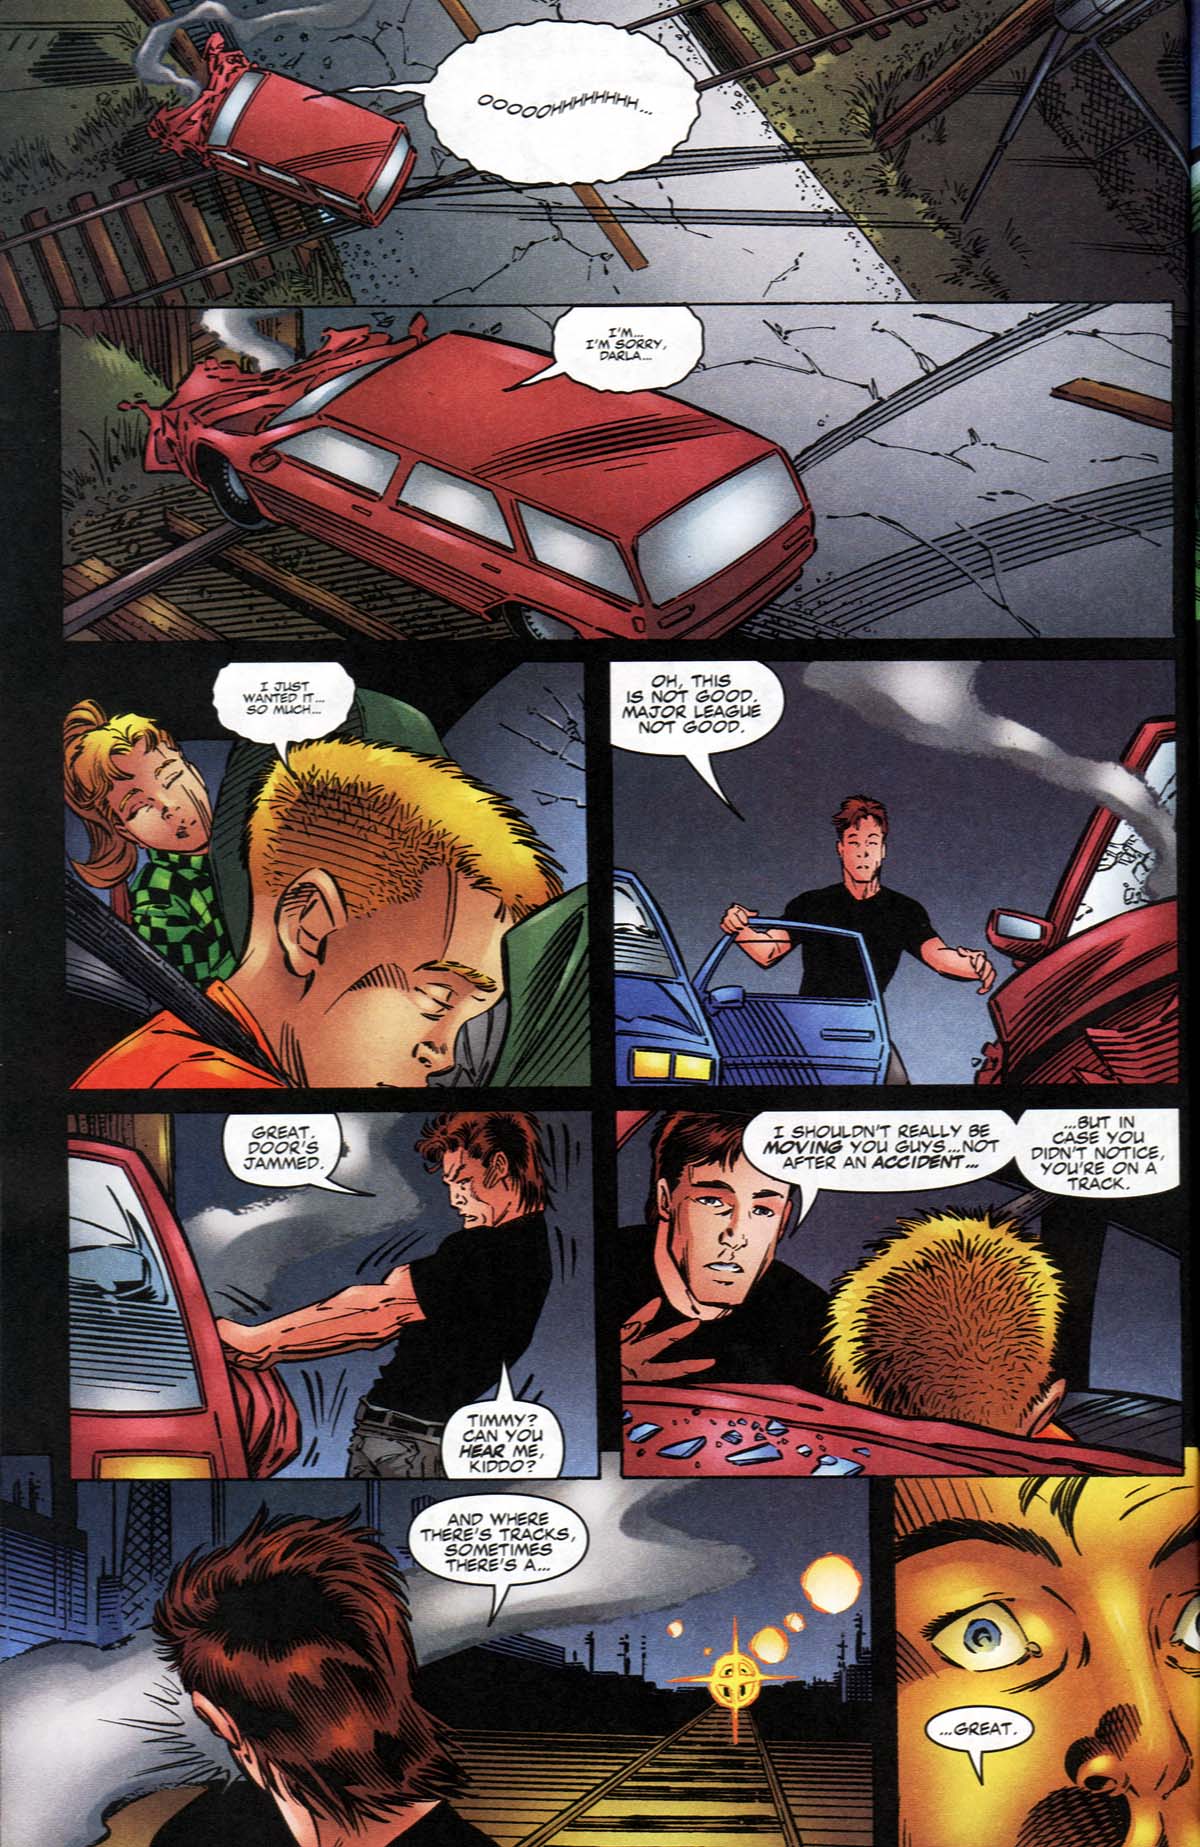 OOOOOHHHHHHHH...
I'M...
I'M SORRY,
DARLA...
I JUST
WANTED IT...
SO MUCH...
OH, THIS
IS NOT GOOD.
MAJOR LEAGUE
NOT GOOD.
GREAT.
DOOR'S
JAMMED.
TIMMY?
CAN YOU
HEAR ME,
KIDDO?
I SHOULDN'T REALLY BE
MOVING YOU GUYS...NOT
AFTER AN ACCIDENT...
...BUT IN
CASE YOU
DIDN'T NOTICE,
YOU'RE ON A
TRACK.
AND WHERE
THERE'S TRACKS,
SOMETIMES
THERE'S A...
...GREAT.